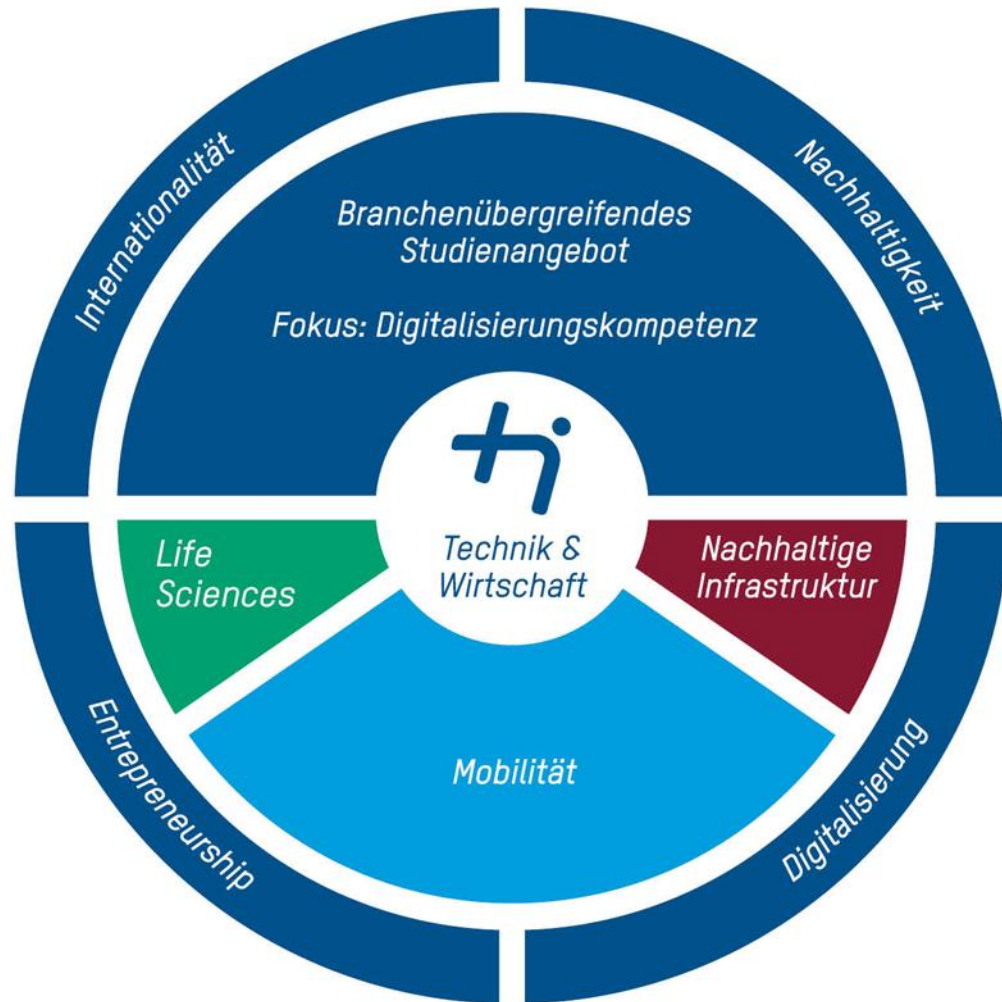 Internationalität
Nachhaltigkeit
Branchenübergreifendes
Studienangebot
Fokus: Digitalisierungskompetenz
Technik &
Wirtschaft
Life
Sciences
Nachhaltige
Infrastruktur
Mobilität
Entrepreneurship
Digitalisierung